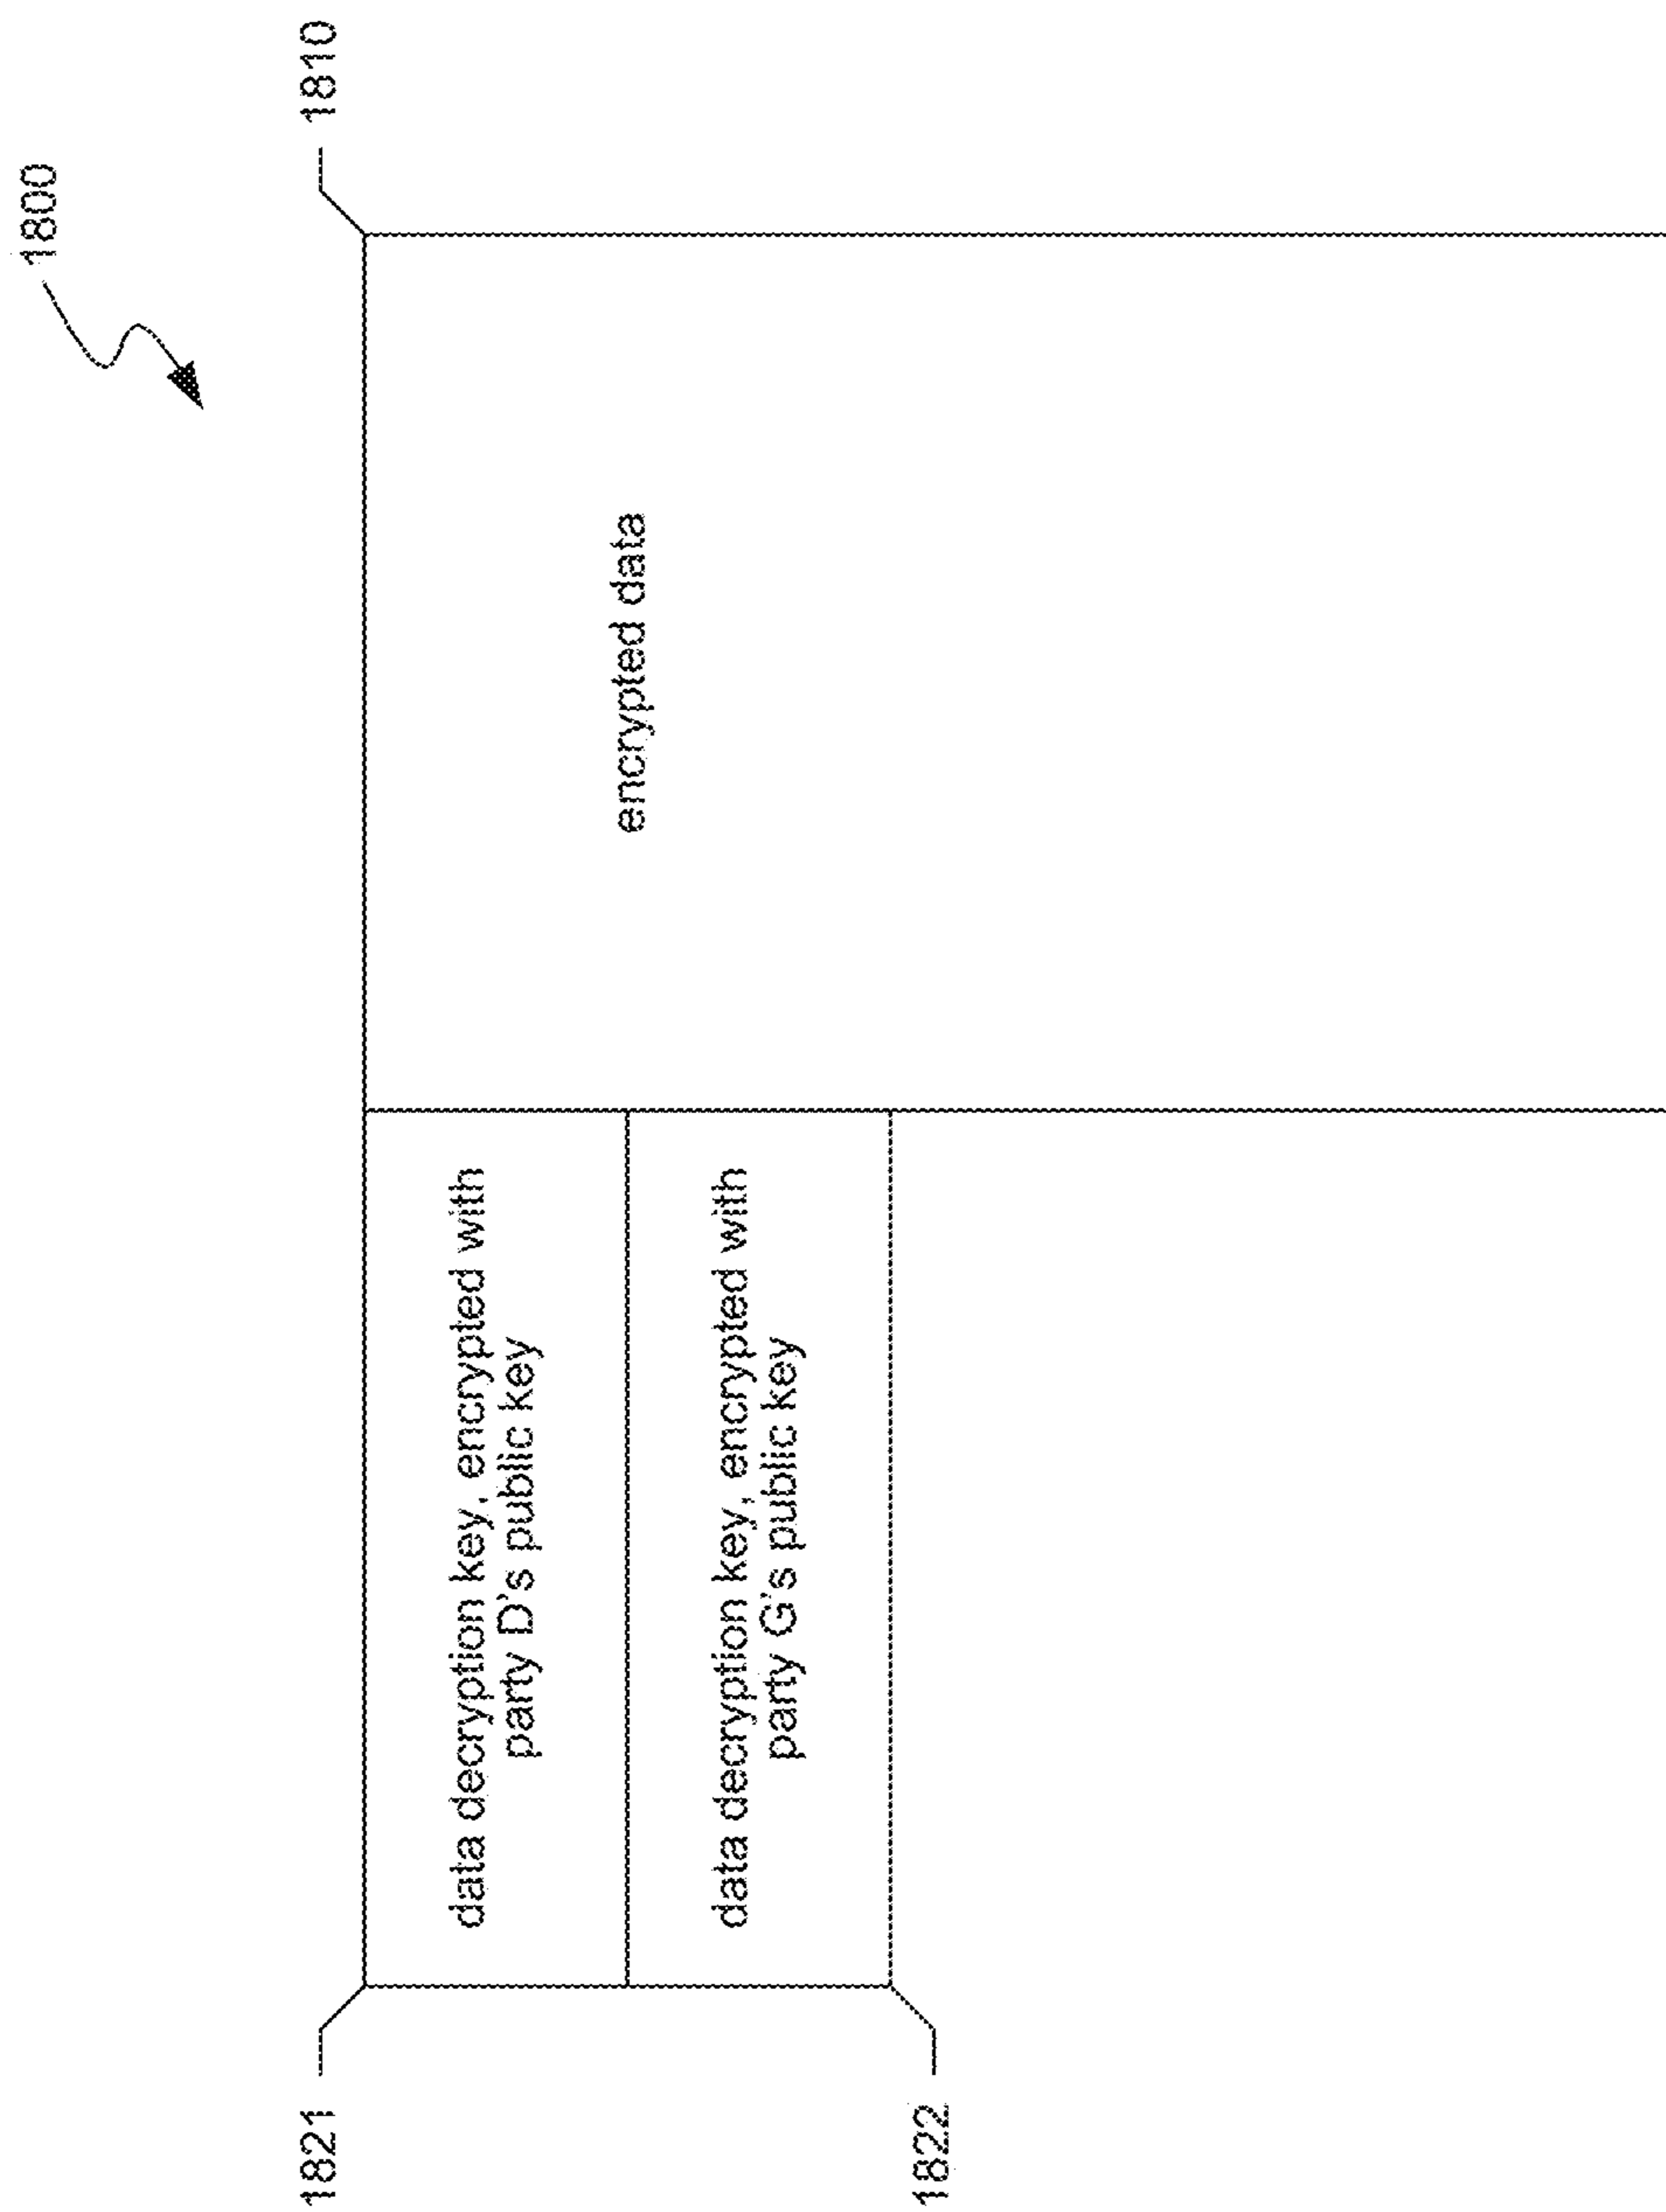 1800
1810
1821
data decryption key, encrypted with
party D's public key
encrypted data
data decryption key, encrypted with
party G's public key
1822